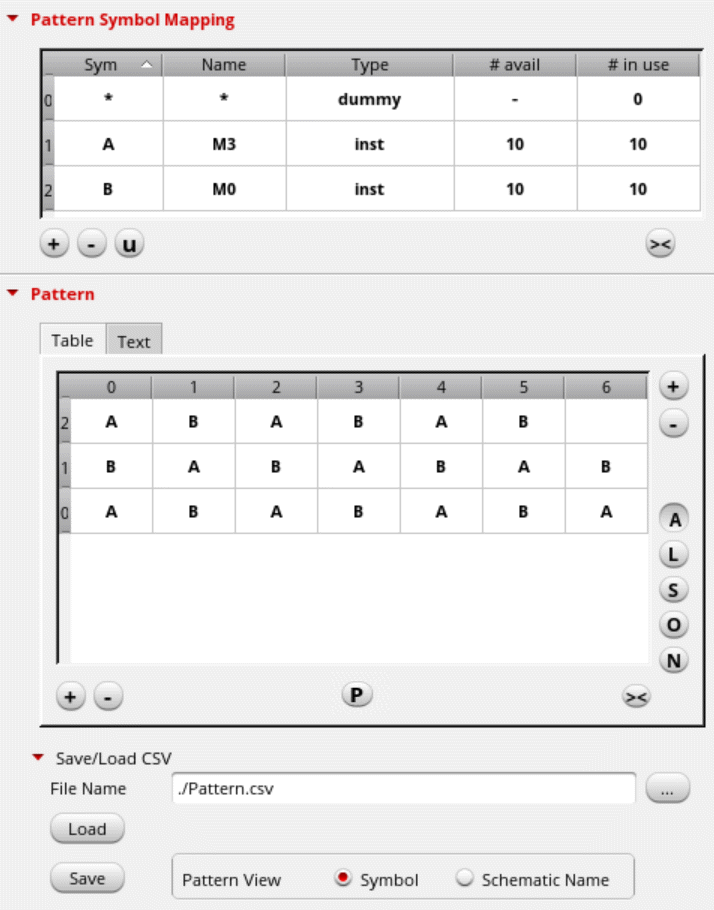 Pattern Symbol Mapping
Sym Name Type # avail # in use
0 * * dummy - 0
1 A M3 inst 10 10
2 B M0 inst 10 10
+ - u ><
Pattern
Table Text
0 1 2 3 4 5 6 +
2 A B A B A B -
1 B A B A B A B
0 A B A B A B A A
L
S
O
N
+ - P ><
Save/Load CSV
File Name ./Pattern.csv ...
Load
Save Pattern View Symbol Schematic Name